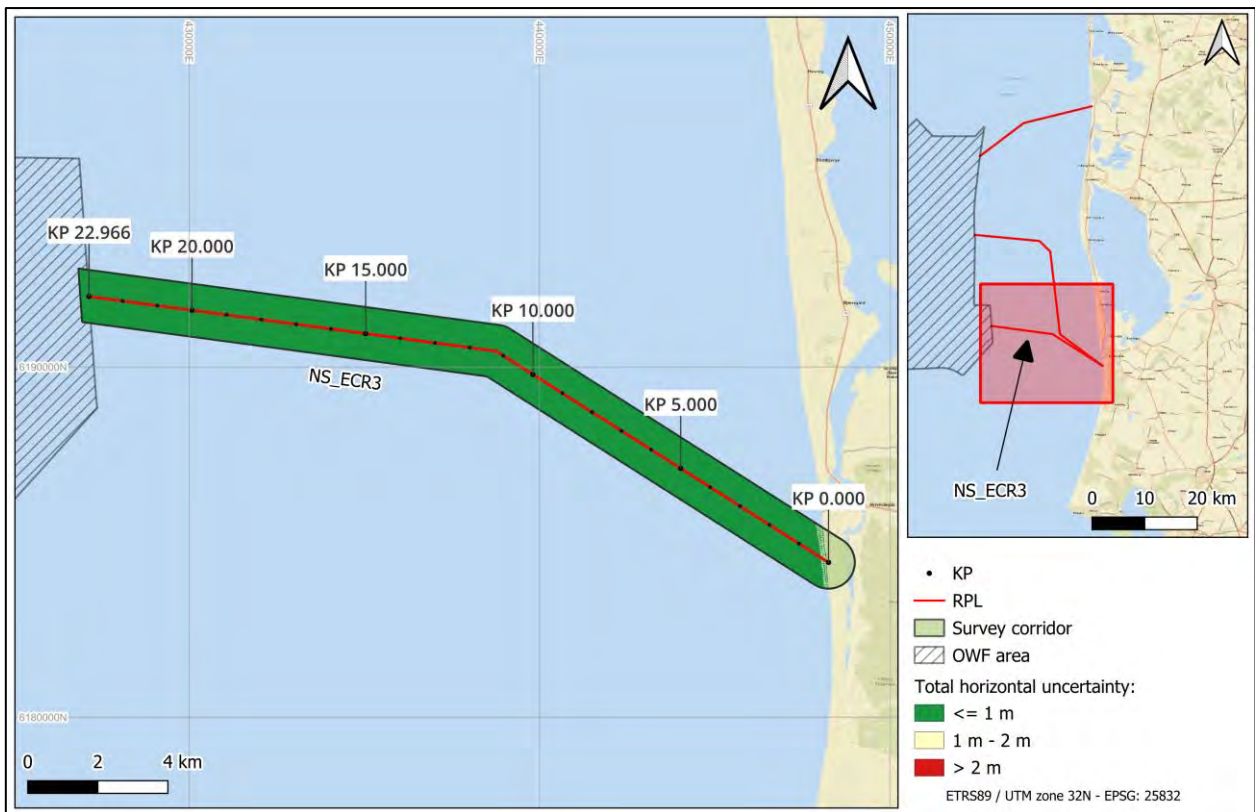 430000E
440000E
450000E
KP 22.966
KP 20.000
KP 15.000
KP 10.000
6190000N
NS_ECR3
KP 5.000
KP 0.000
6180000N
0 2 4 km
NS_ECR3
0 10 20 km
KP
RPL
Survey corridor
OWF area
Total horizontal uncertainty:
<= 1 m
1 m - 2 m
> 2 m
ETRS89 / UTM zone 32N - EPSG: 25832